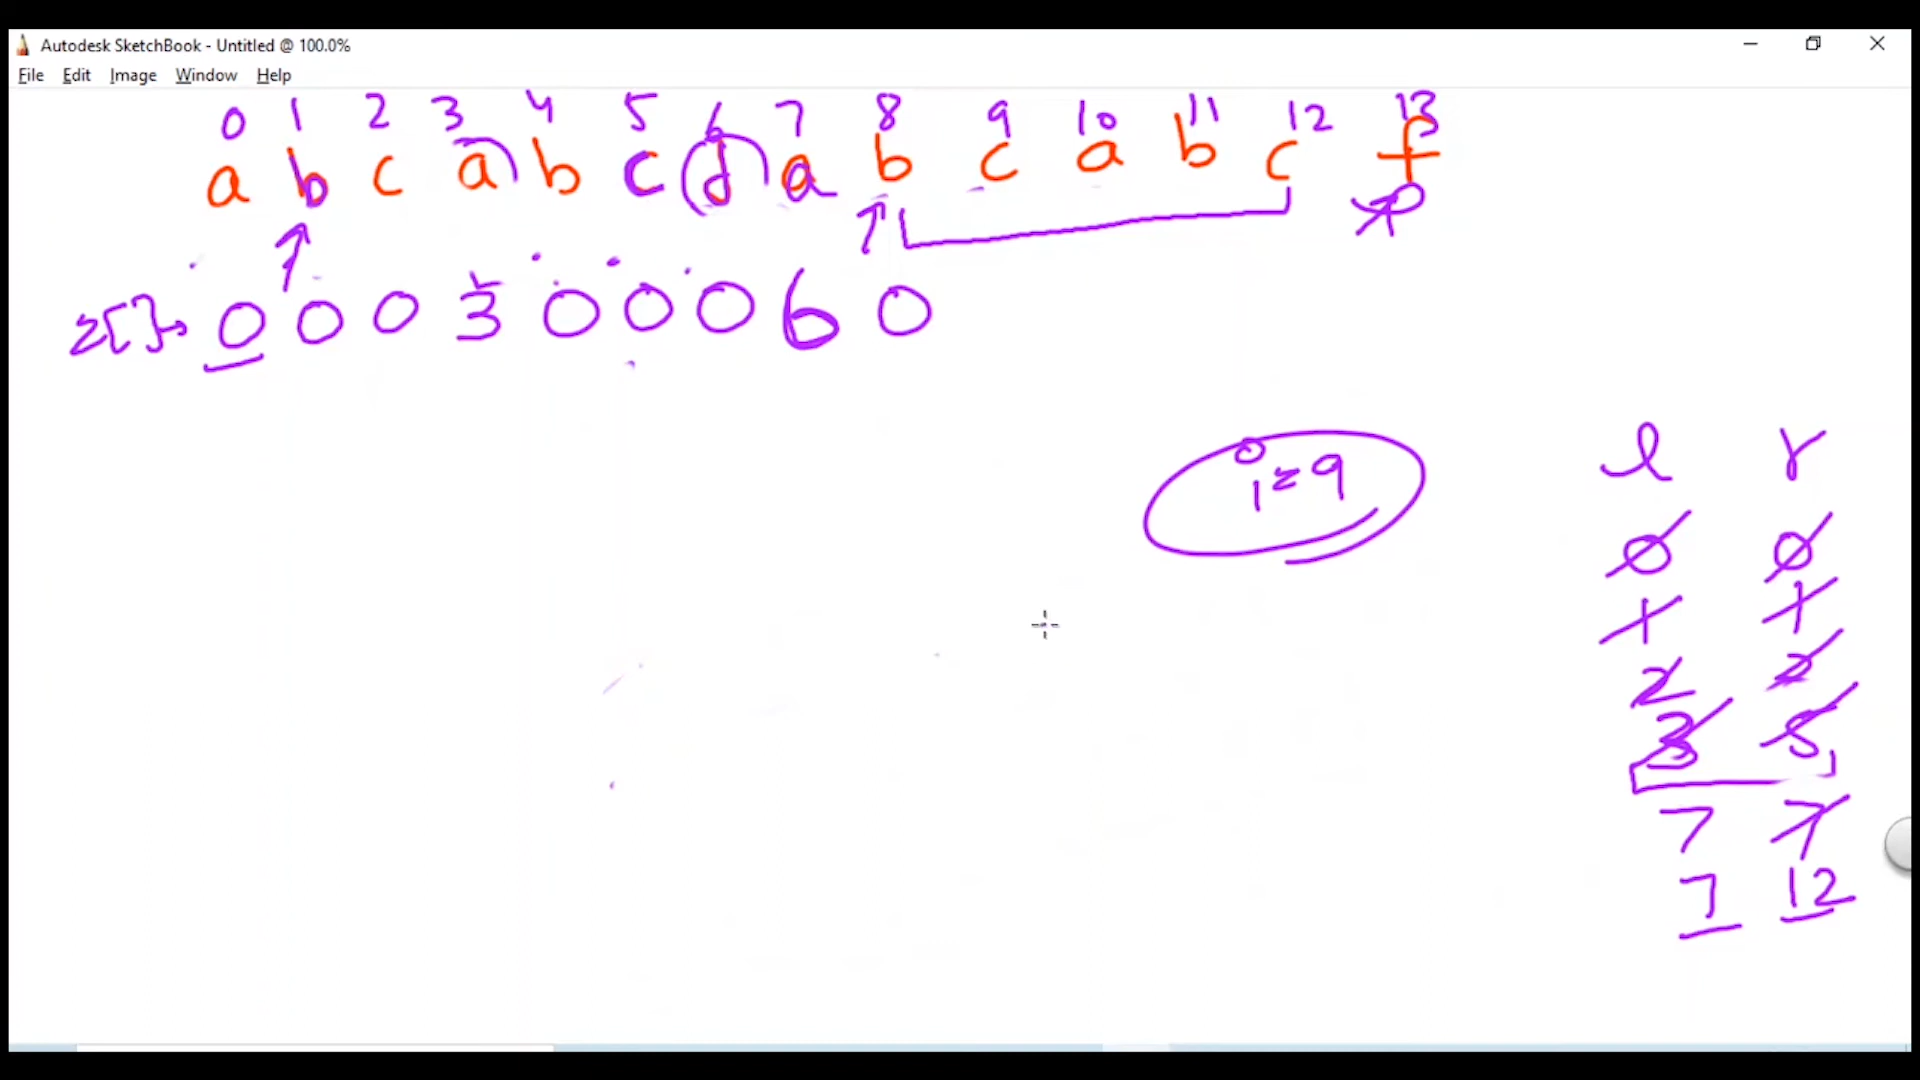 Autodesk SketchBook - Untitled @ 100.0%
File Edit Image Window Help
0 1 2 3 4 5 6 7 8 9 10 11 12 13
a b c a b c d a b c a b c f
z[]→ 0 0 0 3 0 0 0 6 0
i=9
l r
0 0
1 1
2 2
3 5
7 7
7 12